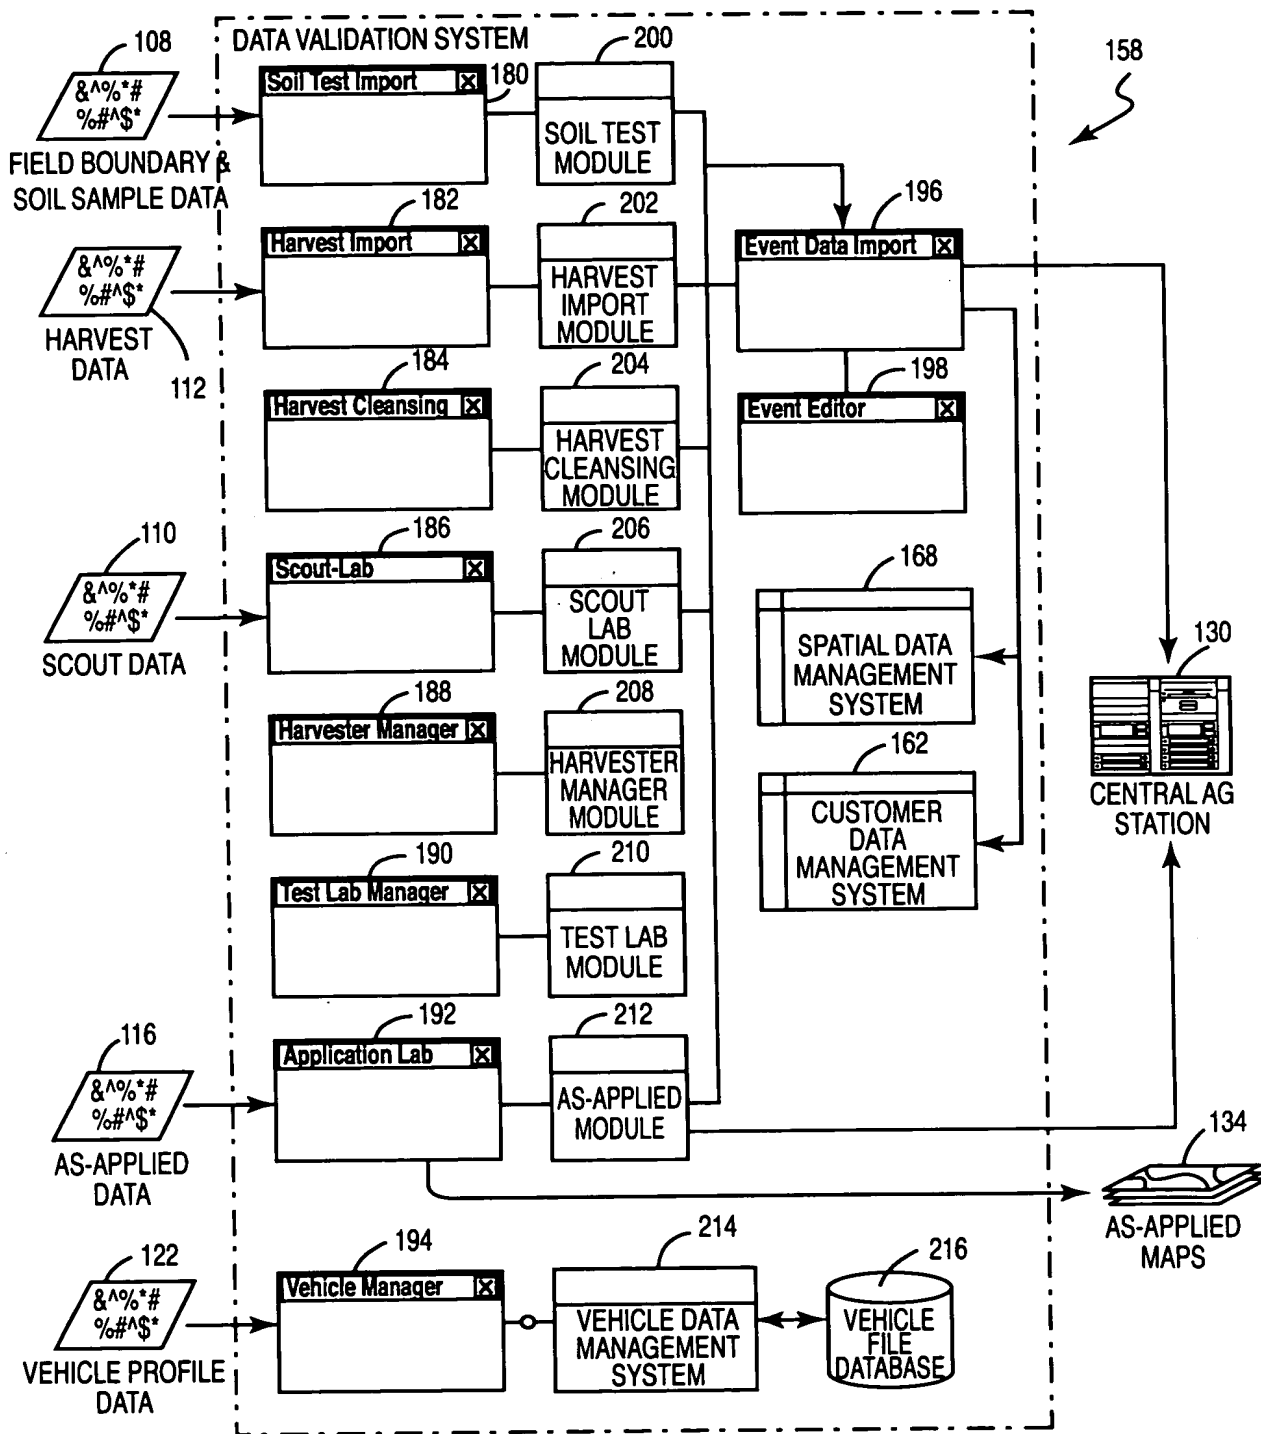 DATA VALIDATION SYSTEM
158
108
&^%*#
%#^$*
FIELD BOUNDARY &
SOIL SAMPLE DATA
Soil Test Import
180
200
SOIL TEST
MODULE
&^%*#
%#^$*
HARVEST
DATA
112
182
Harvest Import
202
HARVEST
IMPORT
MODULE
196
Event Data Import
184
Harvest Cleansing
204
HARVEST
CLEANSING
MODULE
198
Event Editor
110
&^%*#
%#^$*
SCOUT DATA
186
Scout-Lab
206
SCOUT
LAB
MODULE
168
SPATIAL DATA
MANAGEMENT
SYSTEM
130
CENTRAL AG
STATION
188
Harvester Manager
208
HARVESTER
MANAGER
MODULE
162
CUSTOMER
DATA
MANAGEMENT
SYSTEM
190
Test Lab Manager
210
TEST LAB
MODULE
116
&^%*#
%#^$*
AS-APPLIED
DATA
192
Application Lab
212
AS-APPLIED
MODULE
134
AS-APPLIED
MAPS
122
&^%*#
%#^$*
VEHICLE PROFILE
DATA
194
Vehicle Manager
214
VEHICLE DATA
MANAGEMENT
SYSTEM
216
VEHICLE
FILE
DATABASE